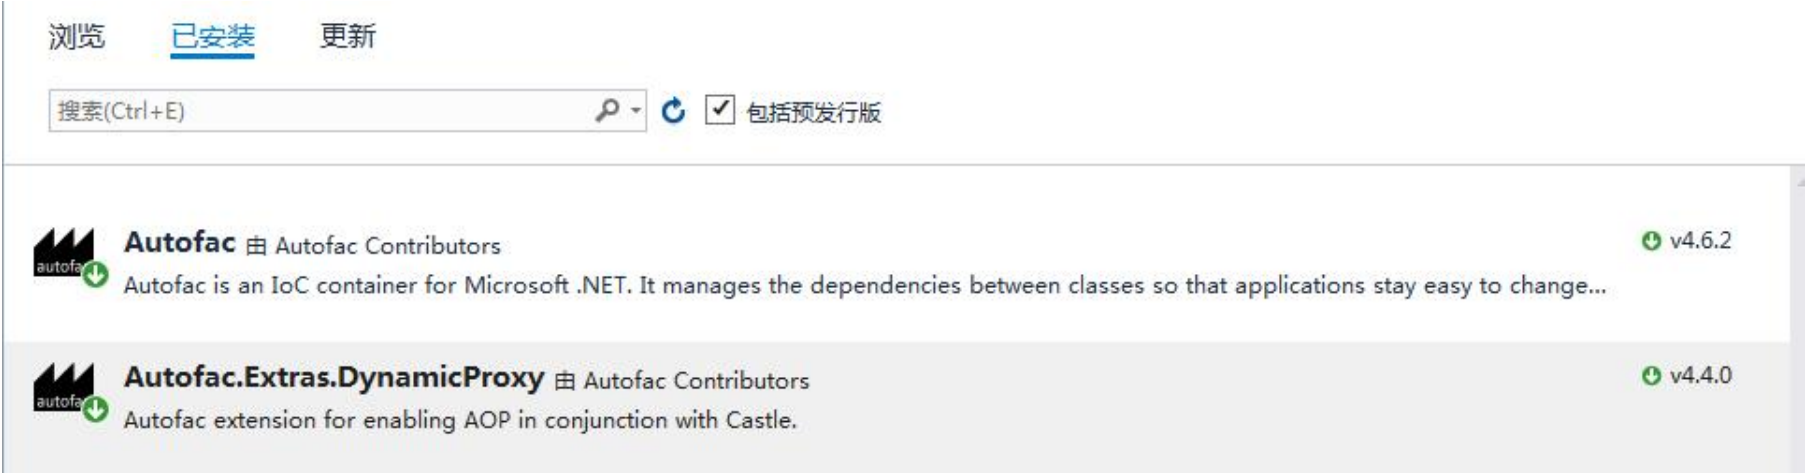 浏览 已安装 更新
搜索(Ctrl+E) 包括预发行版
Autofac 由 Autofac Contributors v4.6.2
autofac
Autofac is an IoC container for Microsoft .NET. It manages the dependencies between classes so that applications stay easy to change...
Autofac.Extras.DynamicProxy 由 Autofac Contributors v4.4.0
autofac
Autofac extension for enabling AOP in conjunction with Castle.